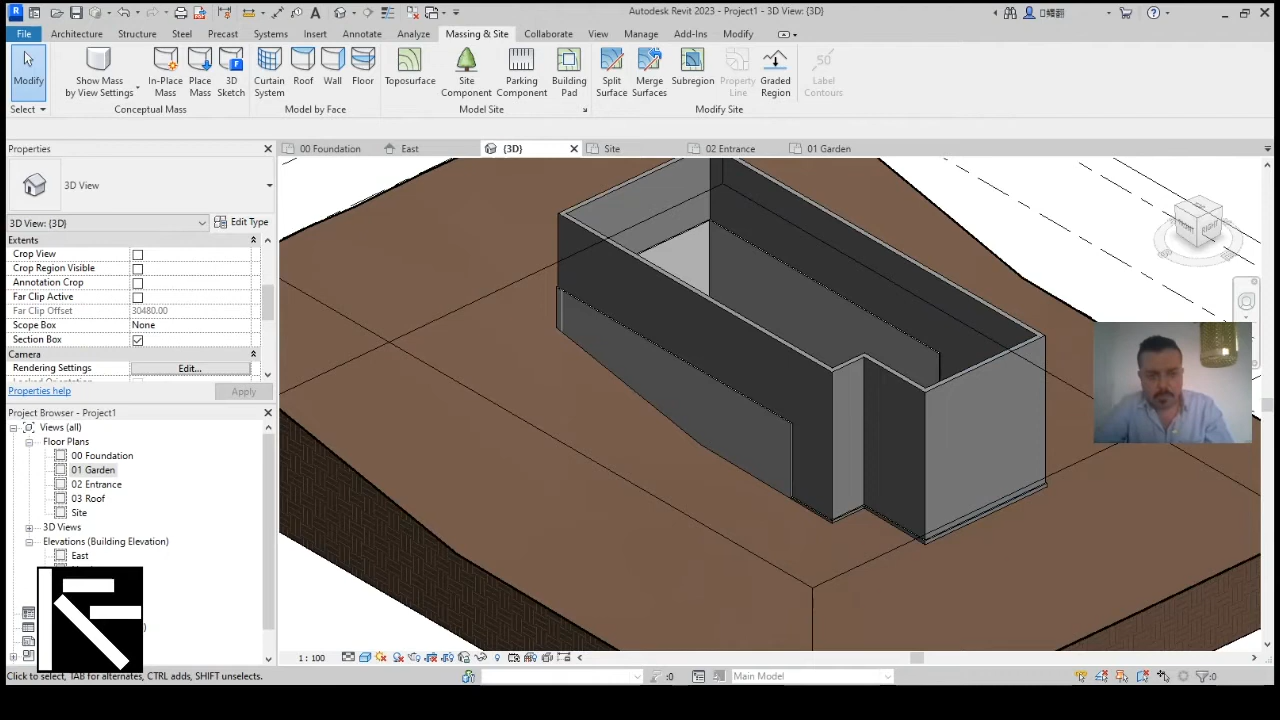 Autodesk Revit 2023 - Project1 - 3D View: {3D}
File Architecture Structure Steel Precast Systems Insert Annotate Analyze Massing & Site Collaborate View Manage Add-Ins Modify
Modify
Show Mass
by View Settings
In-Place
Mass
Place
Mass
3D
Sketch
Curtain
System
Roof
Wall
Floor
Toposurface
Site
Component
Parking
Component
Building
Pad
Split
Surface
Merge
Surfaces
Subregion
Property
Line
Graded
Region
50
Label
Contours
Select Conceptual Mass Model by Face Model Site Modify Site
Properties
00 Foundation East {3D} Site 02 Entrance 01 Garden
3D View
3D View: {3D} Edit Type
Extents
Crop View
Crop Region Visible
Annotation Crop
Far Clip Active
Far Clip Offset 30480.00
Scope Box None
Section Box
Camera
Rendering Settings Edit...
Properties help Apply
Project Browser - Project1
Views (all)
Floor Plans
00 Foundation
01 Garden
02 Entrance
03 Roof
Site
3D Views
Elevations (Building Elevation)
East
1 : 100
Click to select, TAB for alternates, CTRL adds, SHIFT unselects.
:0
Main Model
:0